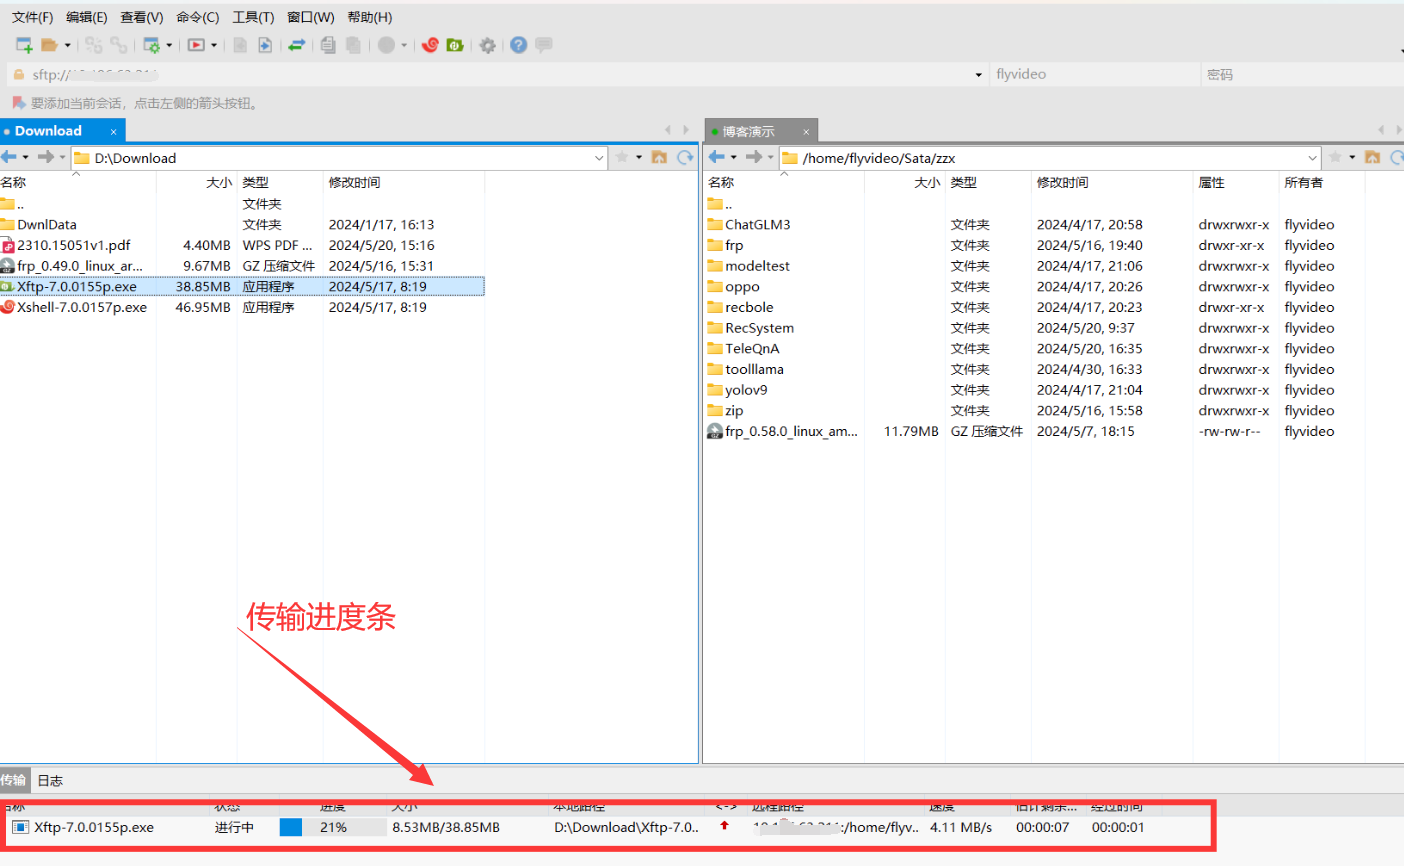 文件(F) 编辑(E) 查看(V) 命令(C) 工具(T) 窗口(W) 帮助(H)
sftp:// flyvideo 密码
要添加当前会话，点击左侧的箭头按钮。
Download × 博客演示 ×
D:\Download /home/flyvideo/Sata/zzx
名称 大小 类型 修改时间
..  文件夹
DwnlData 文件夹 2024/1/17, 16:13
2310.15051v1.pdf 4.40MB WPS PDF ... 2024/5/20, 15:16
frp_0.49.0_linux_ar... 9.67MB GZ 压缩文件 2024/5/16, 15:31
Xftp-7.0.0155p.exe 38.85MB 应用程序 2024/5/17, 8:19
Xshell-7.0.0157p.exe 46.95MB 应用程序 2024/5/17, 8:19
名称 大小 类型 修改时间 属性 所有者
..
ChatGLM3 文件夹 2024/4/17, 20:58 drwxrwxr-x flyvideo
frp 文件夹 2024/5/16, 19:40 drwxr-xr-x flyvideo
modeltest 文件夹 2024/4/17, 21:06 drwxrwxr-x flyvideo
oppo 文件夹 2024/4/17, 20:26 drwxrwxr-x flyvideo
recbole 文件夹 2024/4/17, 20:23 drwxr-xr-x flyvideo
RecSystem 文件夹 2024/5/20, 9:37 drwxrwxr-x flyvideo
TeleQnA 文件夹 2024/5/20, 16:35 drwxrwxr-x flyvideo
toolllama 文件夹 2024/4/30, 16:33 drwxrwxr-x flyvideo
yolov9 文件夹 2024/4/17, 21:04 drwxrwxr-x flyvideo
zip 文件夹 2024/5/16, 15:58 drwxrwxr-x flyvideo
frp_0.58.0_linux_am... 11.79MB GZ 压缩文件 2024/5/7, 18:15 -rw-rw-r-- flyvideo
传输进度条
传输 日志
名称 状态 进度 大小 本地路径 <-> 远程路径 速度 估计剩余... 经过时间
Xftp-7.0.0155p.exe 进行中 21% 8.53MB/38.85MB D:\Download\Xftp-7.0.. :/home/flyv.. 4.11 MB/s 00:00:07 00:00:01